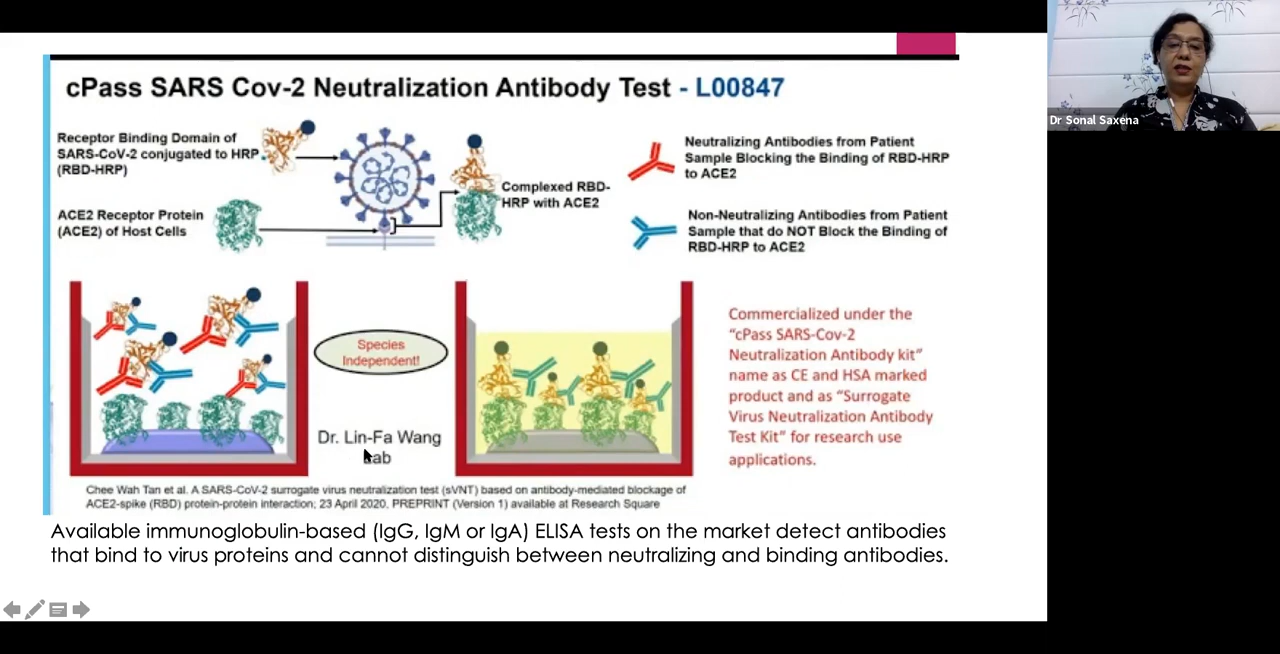 cPass SARS Cov-2 Neutralization Antibody Test - L00847
Receptor Binding Domain of
SARS-CoV-2 conjugated to HRP
(RBD-HRP)
ACE2 Receptor Protein
(ACE2) of Host Cells
Complexed RBD-
HRP with ACE2
Neutralizing Antibodies from Patient
Sample Blocking the Binding of RBD-HRP
to ACE2
Non-Neutralizing Antibodies from Patient
Sample that do NOT Block the Binding of
RBD-HRP to ACE2
Species
Independent!
Dr. Lin-Fa Wang
Lab
Commercialized under the
“cPass SARS-Cov-2
Neutralization Antibody kit”
name as CE and HSA marked
product and as “Surrogate
Virus Neutralization Antibody
Test Kit” for research use
applications.
Chee Wah Tan et al. A SARS-CoV-2 surrogate virus neutralization test (sVNT) based on antibody-mediated blockage of
ACE2-spike (RBD) protein-protein interaction; 23 April 2020, PREPRINT (Version 1) available at Research Square
Available immunoglobulin-based (IgG, IgM or IgA) ELISA tests on the market detect antibodies
that bind to virus proteins and cannot distinguish between neutralizing and binding antibodies.
Dr Sonal Saxena